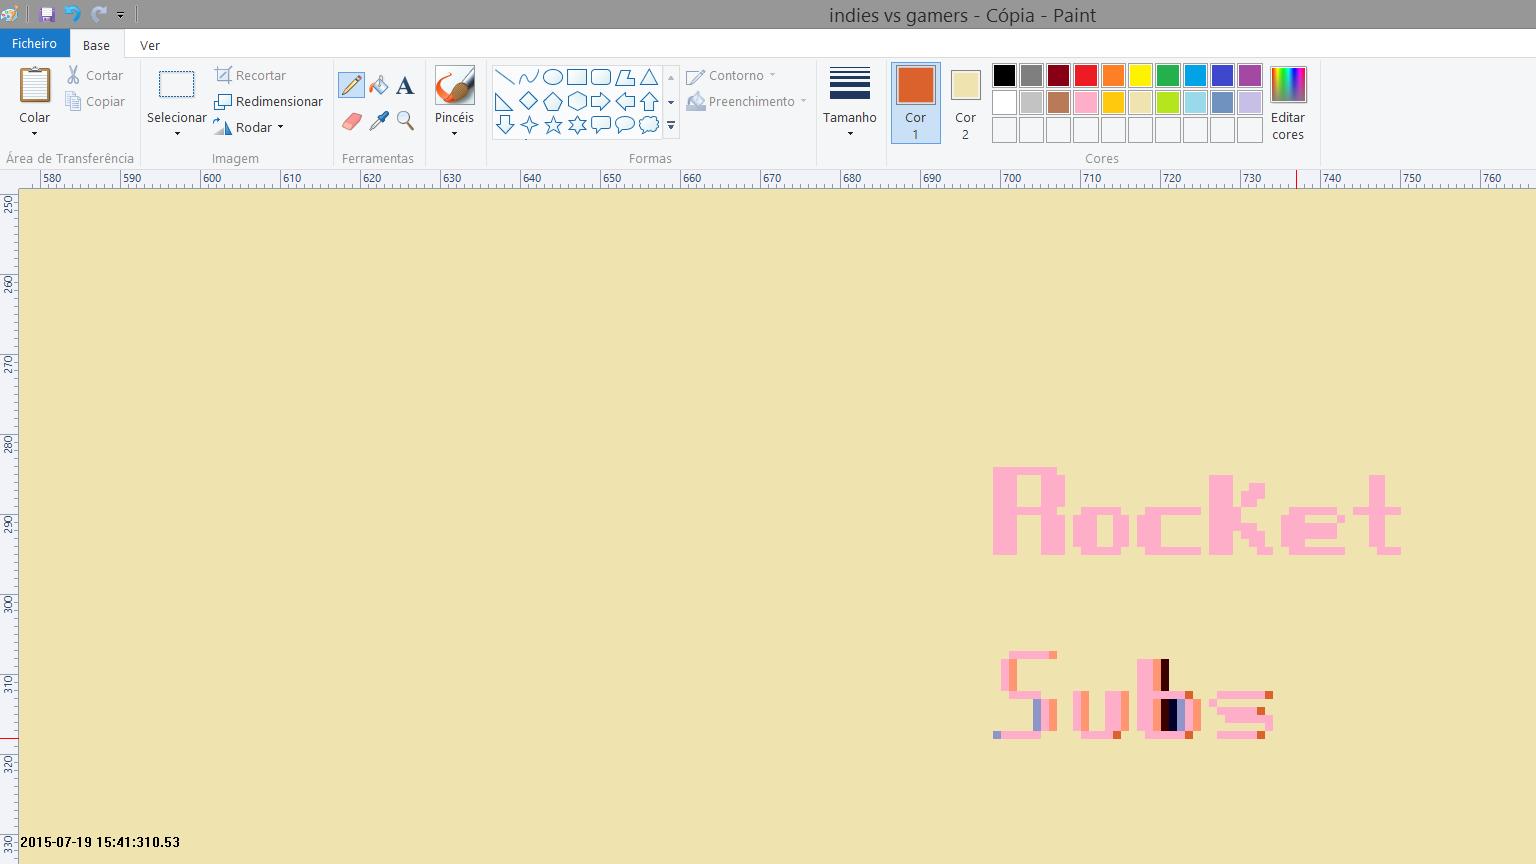 indies vs gamers - Cópia - Paint
Ficheiro Base Ver
Colar
Cortar
Copiar
Área de Transferência
Selecionar
Recortar
Redimensionar
Rodar
Imagem
A
Ferramentas
Pincéis
Contorno
Preenchimento
Formas
Tamanho
Cor
1
Cor
2
Editar
cores
Cores
580 590 600 610 620 630 640 650 660 670 680 690 700 710 720 730 740 750 760
250
260
270
280
290
300
310
320
330
Rocket
Subs
2015-07-19 15:41:310.53